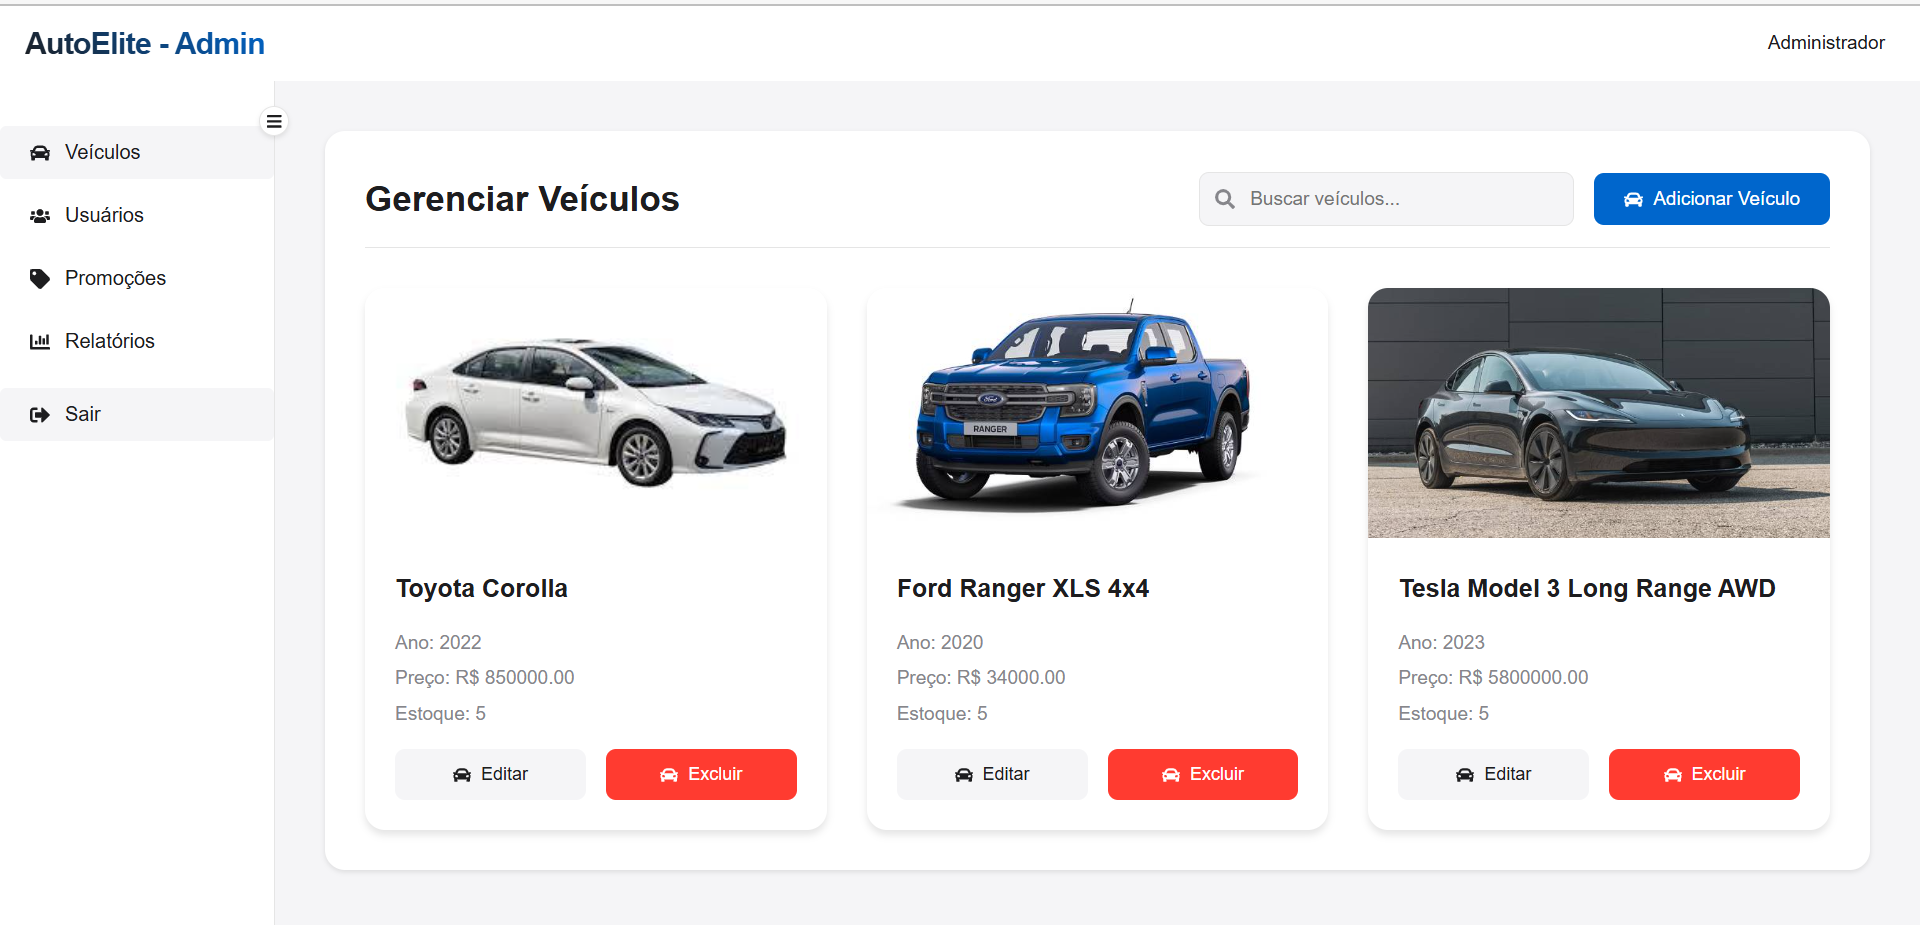 AutoElite - Admin
Administrador
Veículos
Usuários
Promoções
Relatórios
Sair
Gerenciar Veículos
Buscar veículos...
Adicionar Veículo
Ford
RANGER
Toyota Corolla
Ano: 2022
Preço: R$ 850000.00
Estoque: 5
Editar
Excluir
Ford Ranger XLS 4x4
Ano: 2020
Preço: R$ 34000.00
Estoque: 5
Editar
Excluir
Tesla Model 3 Long Range AWD
Ano: 2023
Preço: R$ 5800000.00
Estoque: 5
Editar
Excluir